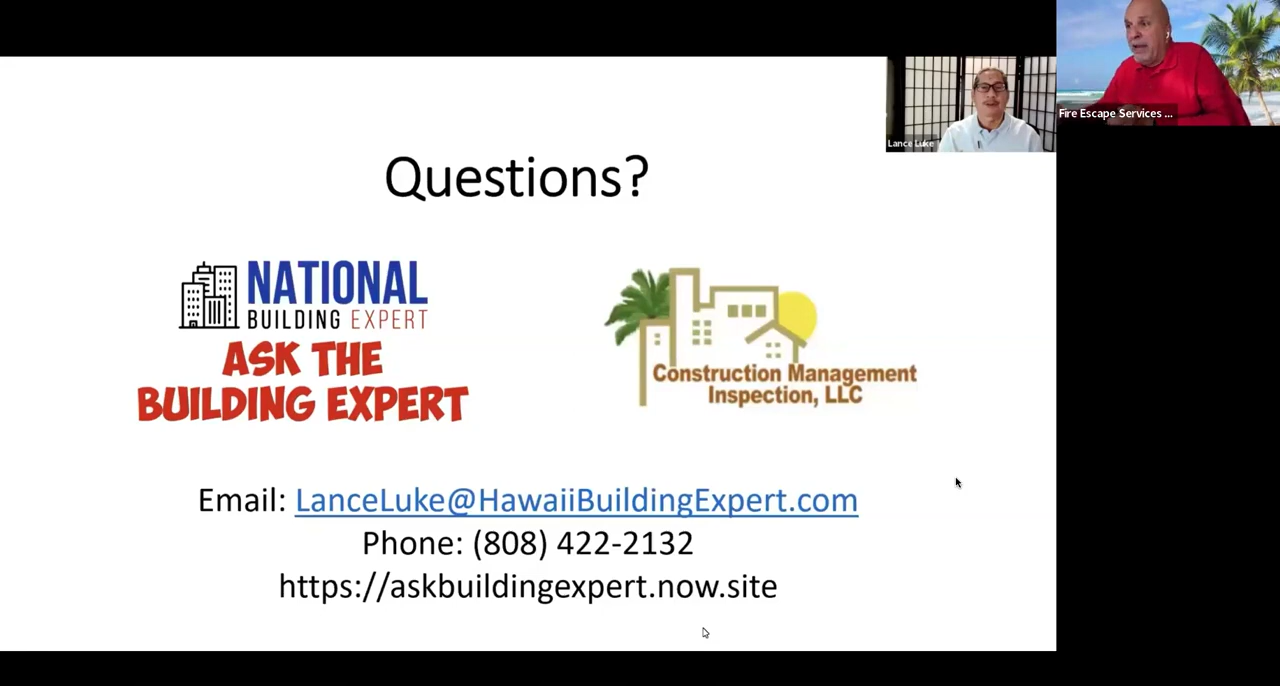 Fire Escape Services ...
Lance Luke
Questions?
NATIONAL
BUILDING EXPERT
ASK THE
BUILDING EXPERT
Construction Management
Inspection, LLC
Email: LanceLuke@HawaiiBuildingExpert.com
Phone: (808) 422-2132
https://askbuildingexpert.now.site